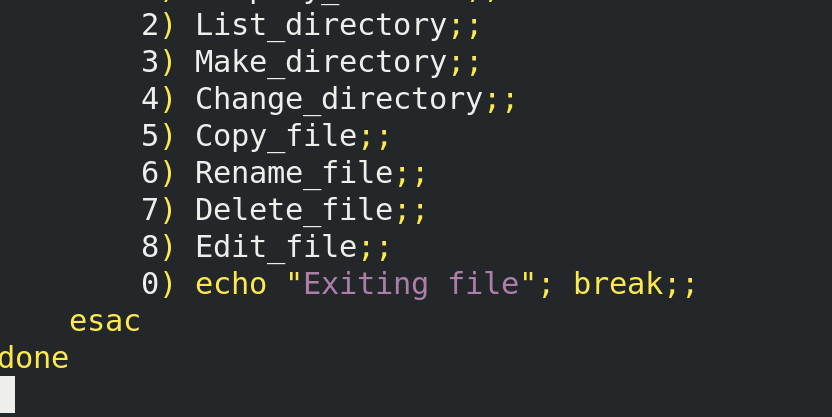 2) List_directory;;
3) Make_directory;;
4) Change_directory;;
5) Copy_file;;
6) Rename_file;;
7) Delete_file;;
8) Edit_file;;
0) echo "Exiting file"; break;;
esac
done